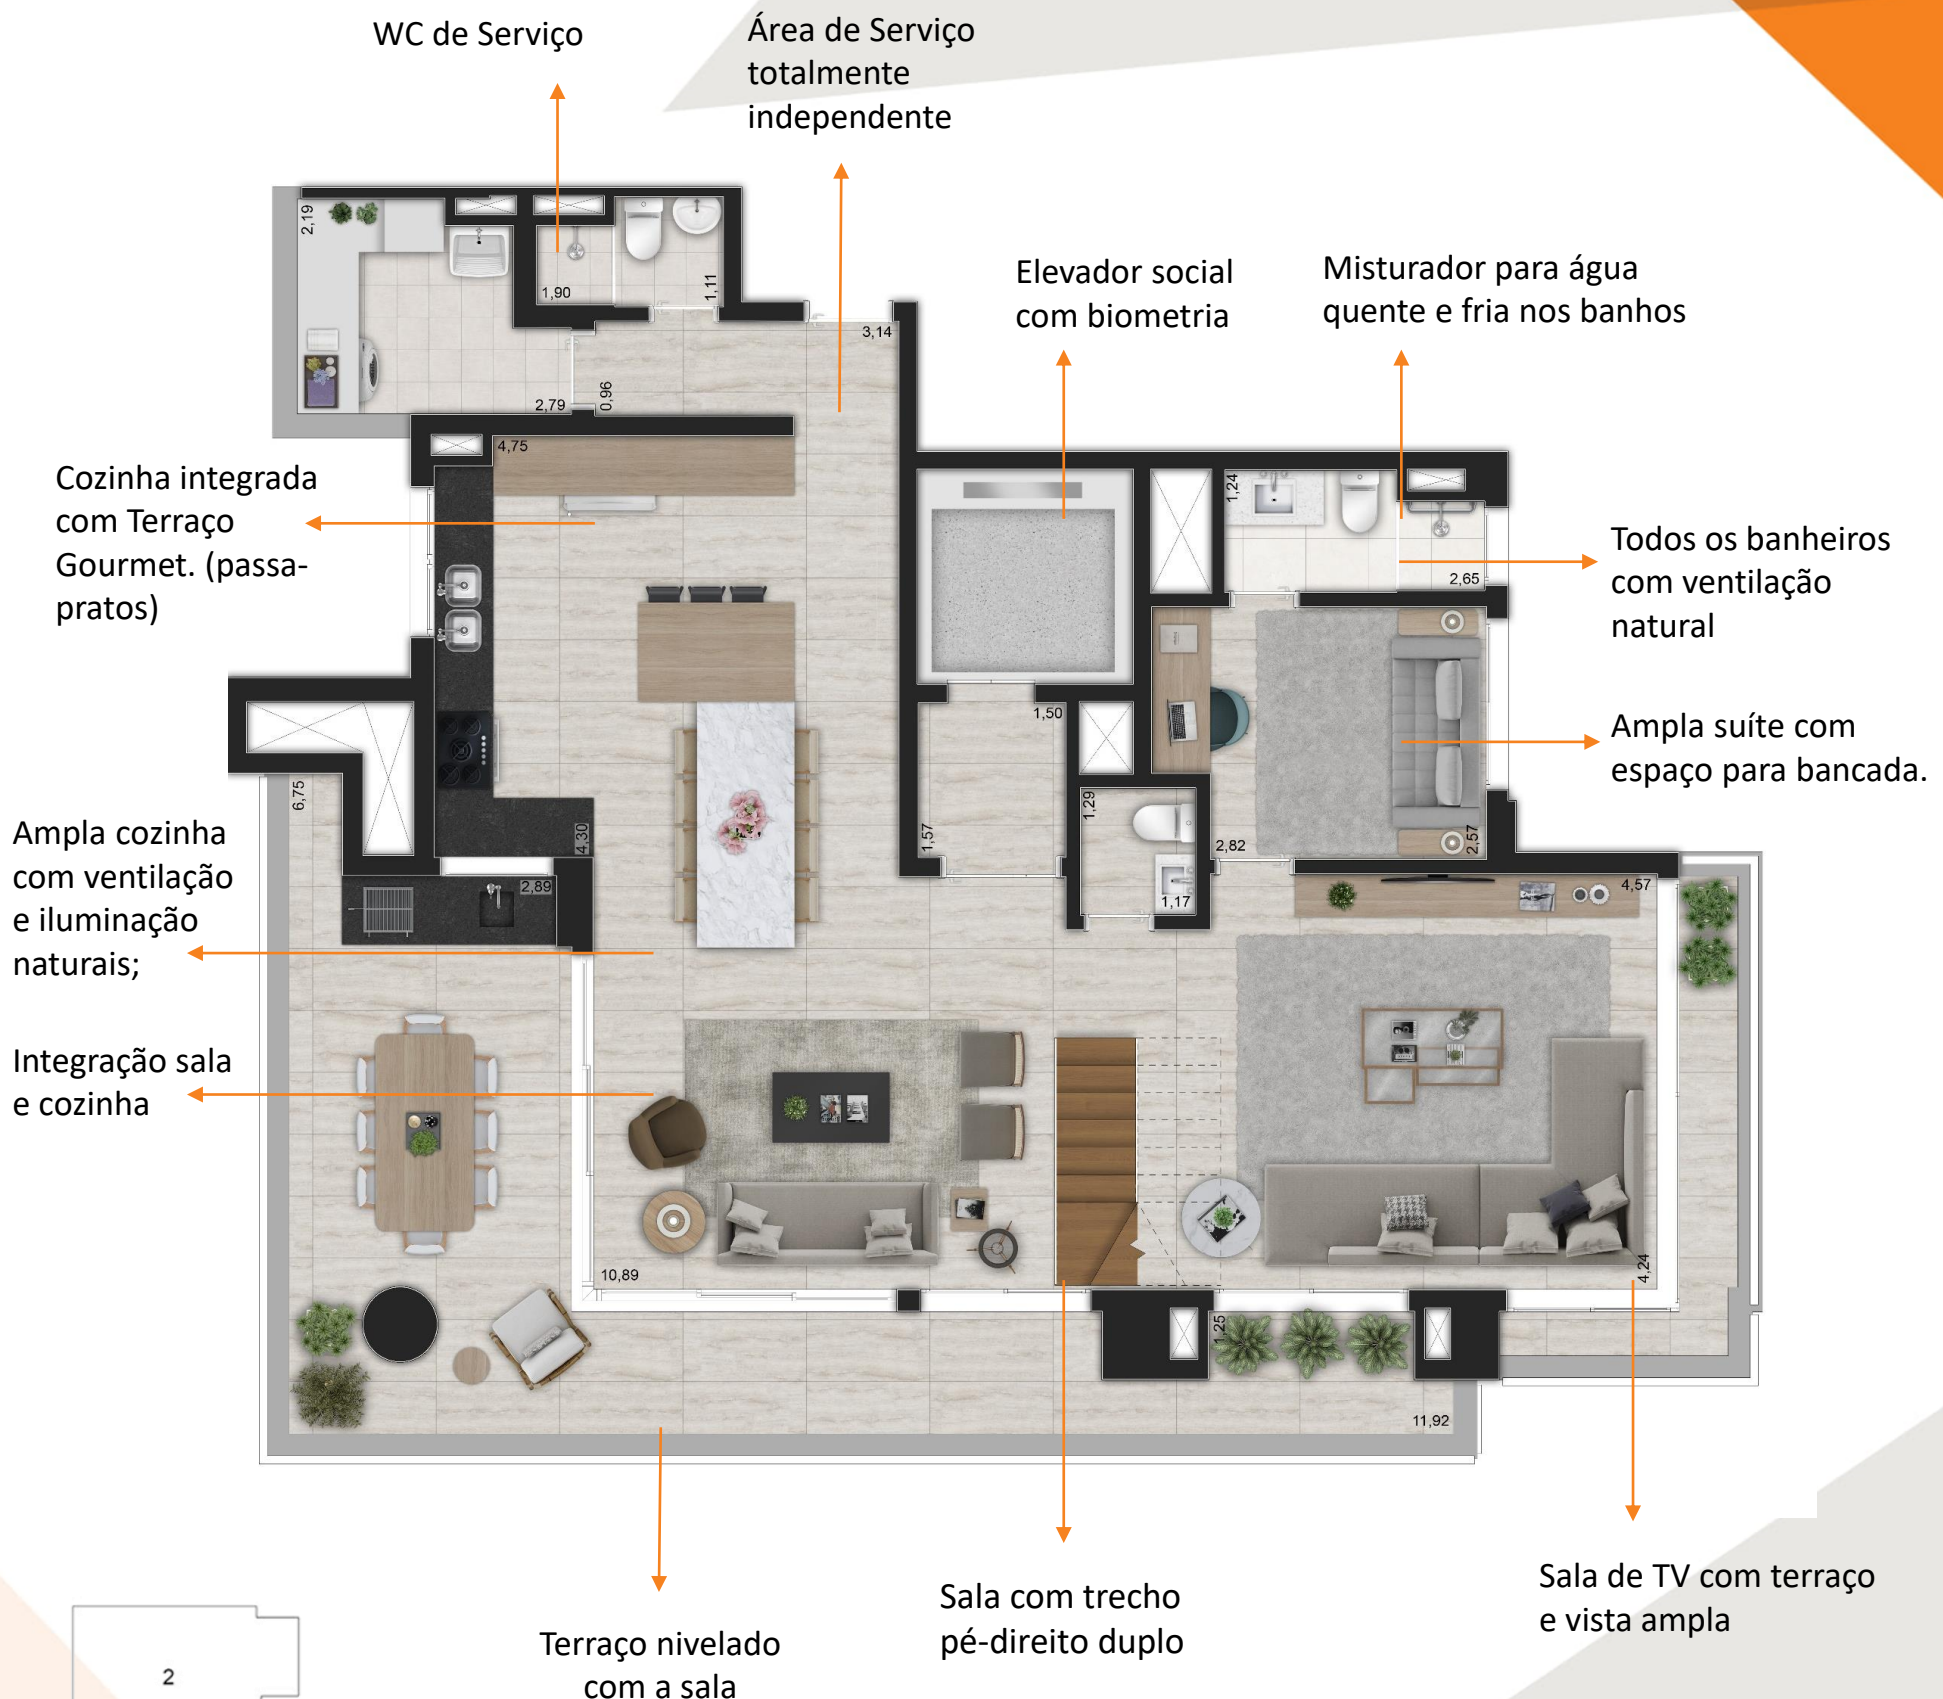 WC de Serviço
Área de Serviço
totalmente
independente
Elevador social
com biometria
Misturador para água
quente e fria nos banhos
Cozinha integrada
com Terraço
Gourmet. (passa-
pratos)
Todos os banheiros
com ventilação
natural
Ampla suíte com
espaço para bancada.
Ampla cozinha
com ventilação
e iluminação
naturais;
Integração sala
e cozinha
2,19
1,90
1,11
3,14
2,79
0,96
4,75
1,24
2,65
1,50
6,75
1,29
4,30
1,57
2,82
2,57
2,89
1,17
4,57
10,89
4,24
1,25
11,92
Terraço nivelado
com a sala
Sala com trecho
pé-direito duplo
Sala de TV com terraço
e vista ampla
2